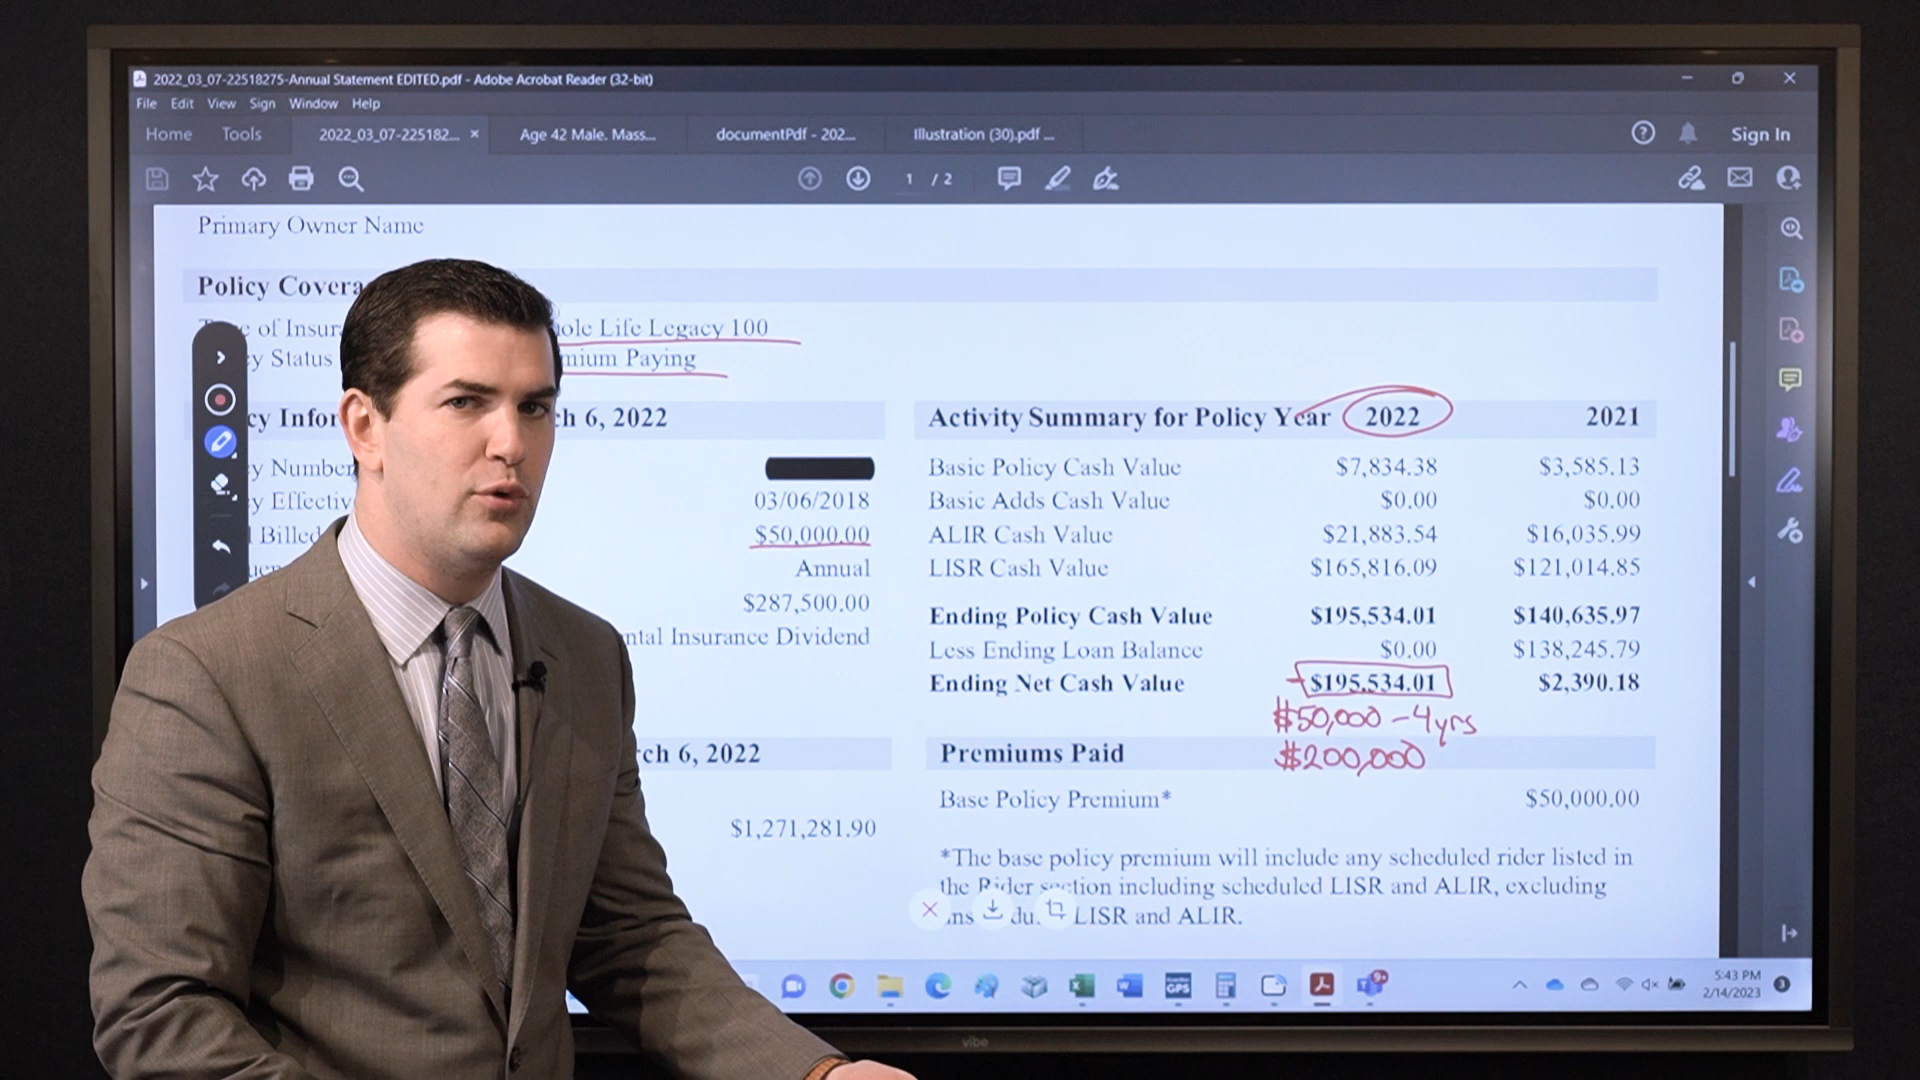 2022_03_07-22518275-Annual Statement EDITED.pdf - Adobe Acrobat Reader (32-bit)
File Edit View Sign Window Help
Home Tools 2022_03_07-225182... × Age 42 Male. Mass... documentPdf - 202... Illustration (30).pdf ... Sign In
1 / 2
Primary Owner Name
Policy Covera
e of Insur ole Life Legacy 100
y Status mium Paying
cy Infor ch 6, 2022
y Number
y Effectiv 03/06/2018
Billed $50,000.00
Annual
$287,500.00
ntal Insurance Dividend
rch 6, 2022
$1,271,281.90
Activity Summary for Policy Year 2022 2021
Basic Policy Cash Value $7,834.38 $3,585.13
Basic Adds Cash Value $0.00 $0.00
ALIR Cash Value $21,883.54 $16,035.99
LISR Cash Value $165,816.09 $121,014.85
Ending Policy Cash Value $195,534.01 $140,635.97
Less Ending Loan Balance $0.00 $138,245.79
Ending Net Cash Value $195,534.01 $2,390.18
$50,000 - 4yrs
$200,000
Premiums Paid
Base Policy Premium* $50,000.00
*The base policy premium will include any scheduled rider listed in
the Rider section including scheduled LISR and ALIR, excluding
LISR and ALIR.
GPS
9+
5:43 PM
2/14/2023
3
vibe